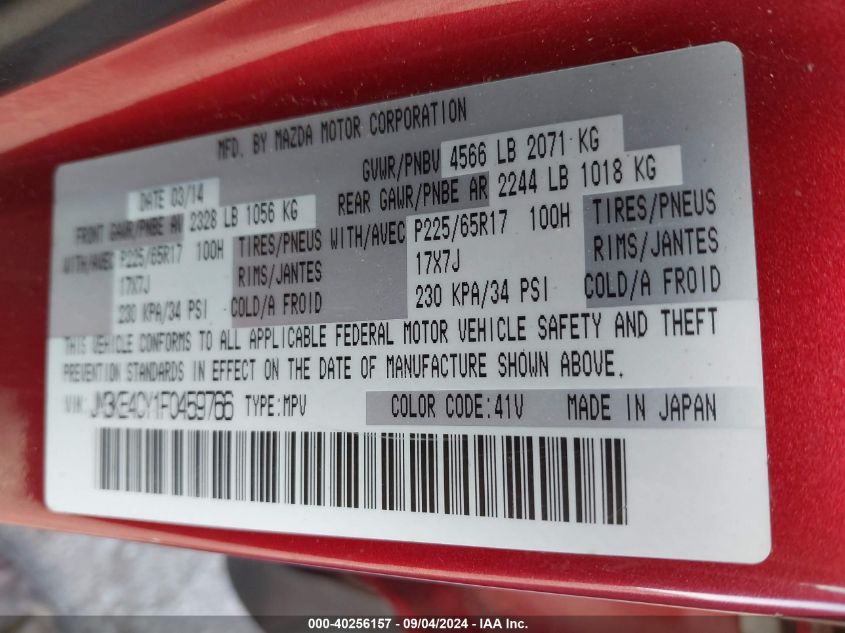 MFD. BY MAZDA MOTOR CORPORATION
DATE 03/14 GVWR/PNBV 4566 LB 2071 KG
FRONT GAWR/PNBE AV 2328 LB 1056 KG REAR GAWR/PNBE AR 2244 LB 1018 KG
WITH/AVEC P225/65R17 100H TIRES/PNEUS WITH/AVEC P225/65R17 100H TIRES/PNEUS
17X7J RIMS/JANTES 17X7J RIMS/JANTES
230 KPA/34 PSI COLD/A FROID 230 KPA/34 PSI COLD/A FROID
THIS VEHICLE CONFORMS TO ALL APPLICABLE FEDERAL MOTOR VEHICLE SAFETY AND THEFT
PREVENTION STANDARDS IN EFFECT ON THE DATE OF MANUFACTURE SHOWN ABOVE.
VIN: JM3KE4CY1F0459766 TYPE:MPV COLOR CODE:41V MADE IN JAPAN
000-40256157 - 09/04/2024 - IAA Inc.